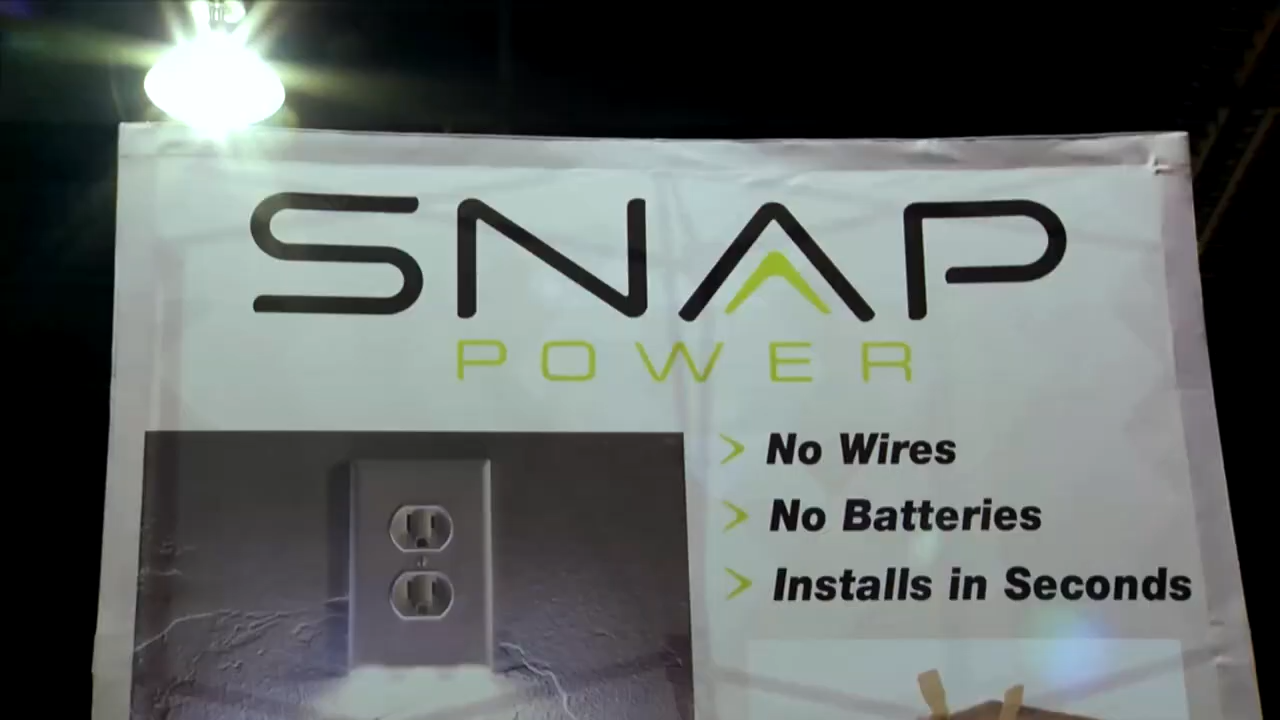 SNAP
POWER
No Wires
No Batteries
Installs in Seconds